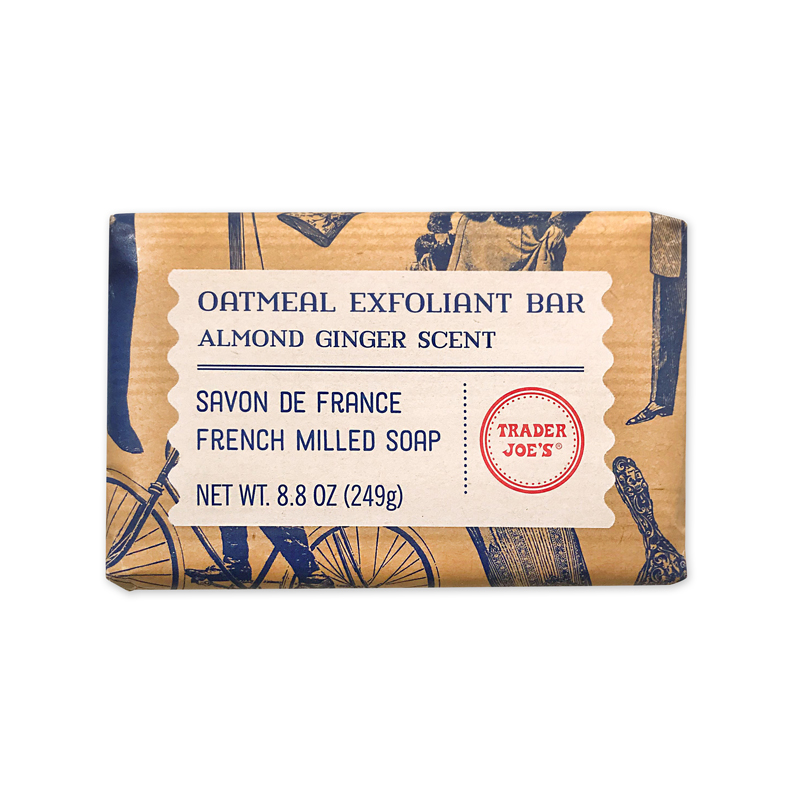 OATMEAL EXFOLIANT BAR
ALMOND GINGER SCENT
SAVON DE FRANCE
FRENCH MILLED SOAP
NET WT. 8.8 OZ (249g)
TRADER
JOE'S®